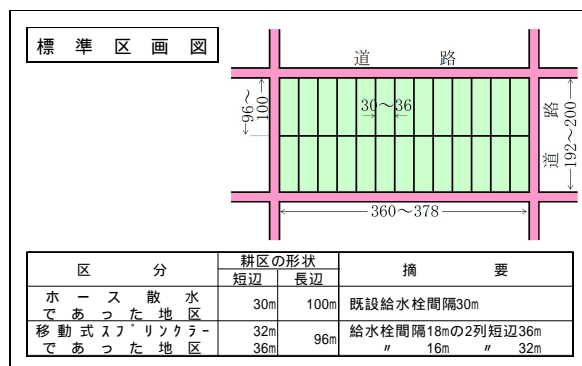 標準区画図
道路
96～100
30～36
道路
192～200
360～378
区分 耕区の形状 摘要
短辺 長辺
ホース散水であった地区 30m 100m 既設給水栓間隔30m
移動式スプリンクラーであった地区 32m 36m 96m 給水栓間隔18mの2列短辺36m
〃 16m 〃 32m